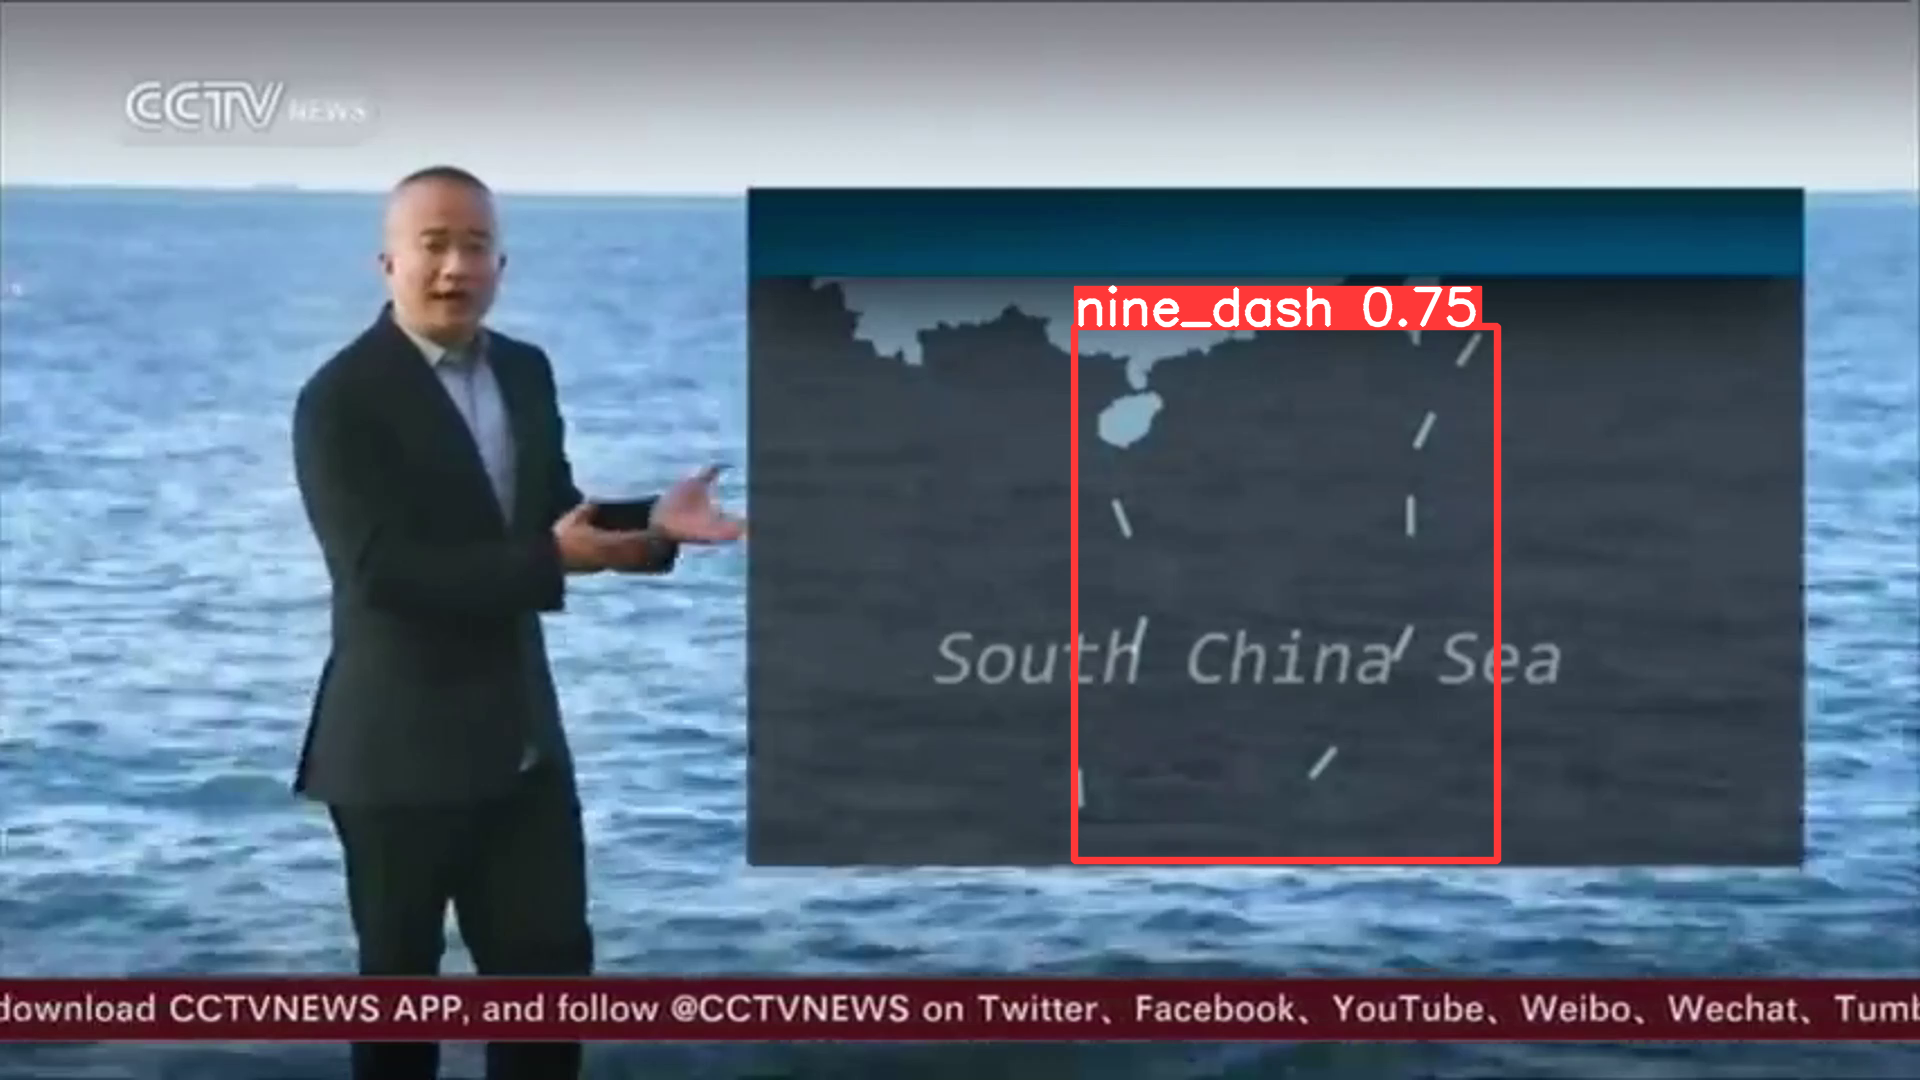 CCTV NEWS
nine_dash 0.75
South China Sea
download CCTVNEWS APP, and follow @CCTVNEWS on Twitter、Facebook、YouTube、Weibo、Wechat、Tumb